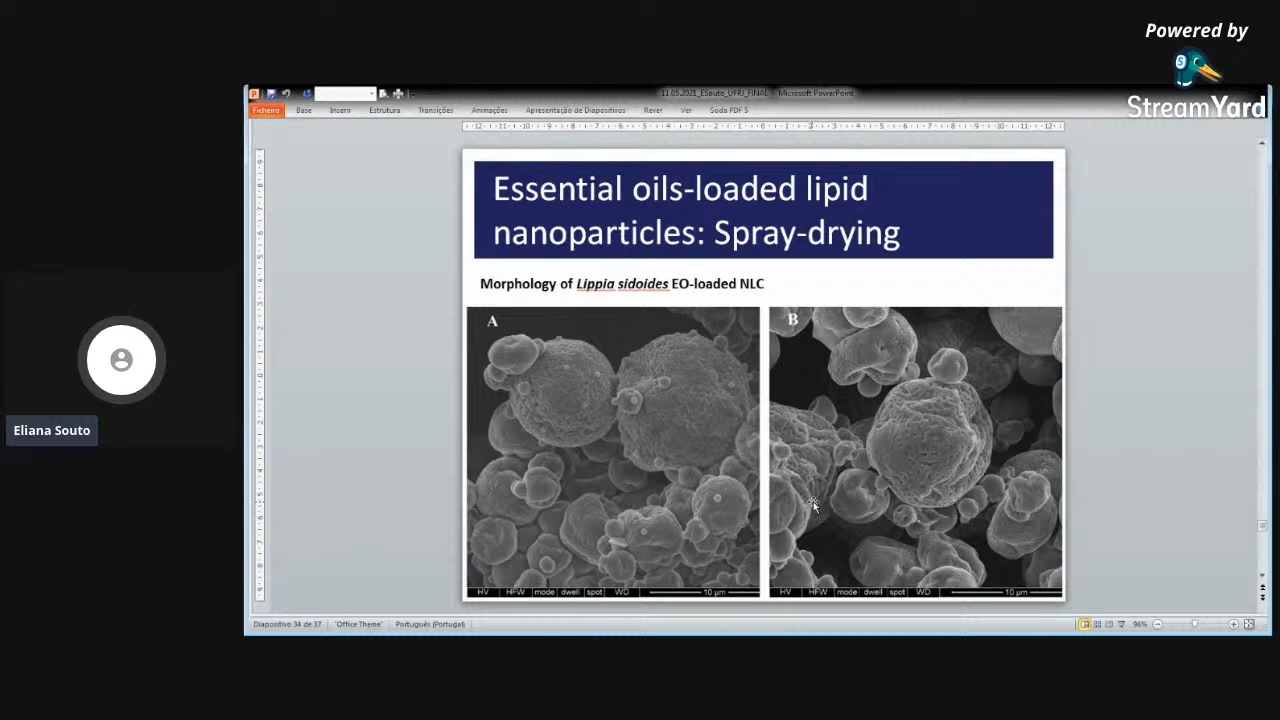 Powered by
StreamYard
11.05.2021_ESouto_UFRJ_FINAL - Microsoft PowerPoint
Ficheiro Base Inserir Estrutura Transições Animações Apresentação de Diapositivos Rever Ver Soda PDF 5
Essential oils-loaded lipid
nanoparticles: Spray-drying
Morphology of Lippia sidoides EO-loaded NLC
A
B
HV HFW mode dwell spot WD 10 µm
HV HFW mode dwell spot WD 10 µm
Eliana Souto
Diapositivo 34 de 37 "Office Theme" Português (Portugal) 96%